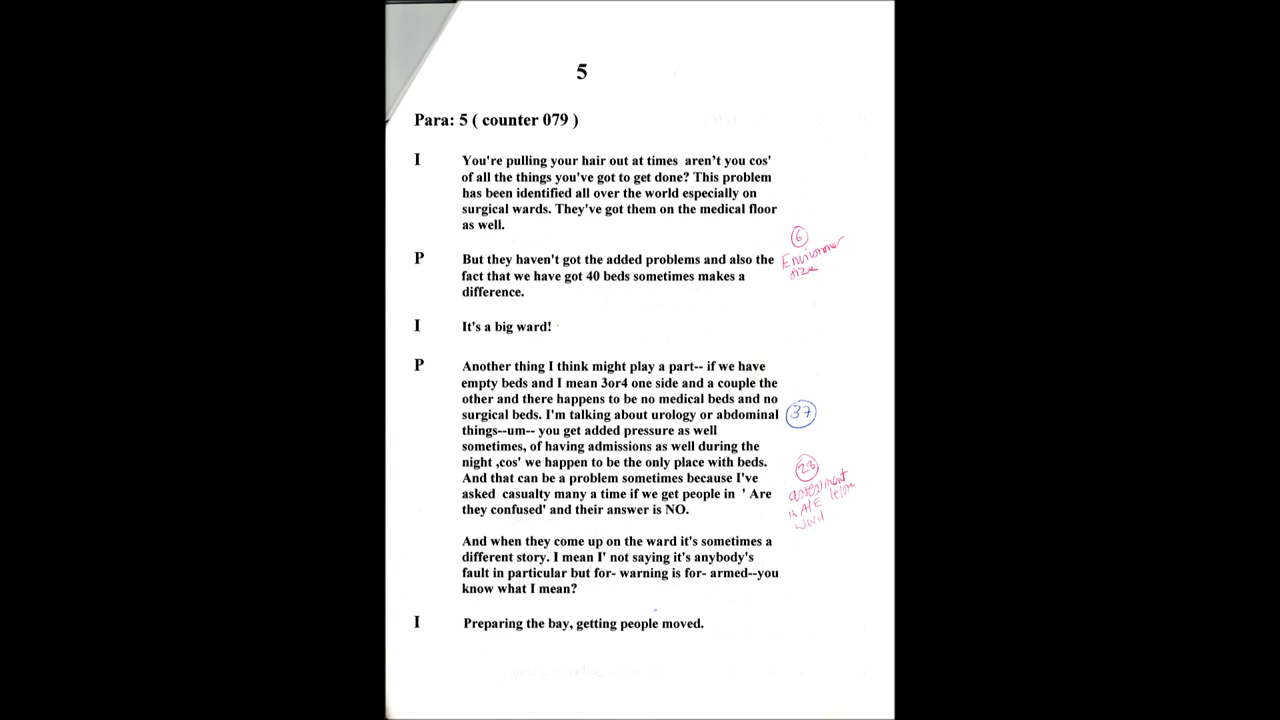 5
Para: 5 ( counter 079 )
I You're pulling your hair out at times aren't you cos'
of all the things you've got to get done? This problem
has been identified all over the world especially on
surgical wards. They've got them on the medical floor
as well.
6
P But they haven't got the added problems and also the
fact that we have got 40 beds sometimes makes a
difference.
size
I It's a big ward!
P Another thing I think might play a part-- if we have
empty beds and I mean 3or4 one side and a couple the
other and there happens to be no medical beds and no
surgical beds. I'm talking about urology or abdominal
37
things--um-- you get added pressure as well
sometimes, of having admissions as well during the
night ,cos' we happen to be the only place with beds.
And that can be a problem sometimes because I've
asked casualty many a time if we get people in ' Are
they confused' and their answer is NO.
28
assessment
in A/E before
ward
And when they come up on the ward it's sometimes a
different story. I mean I' not saying it's anybody's
fault in particular but for- warning is for- armed--you
know what I mean?
I Preparing the bay, getting people moved.